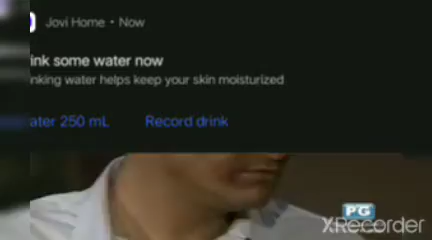 Jovi Home • Now
ink some water now
nking water helps keep your skin moisturized
ater 250 mL Record drink
PG
XRecorder